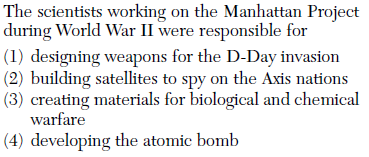 The scientists working on the Manhattan Project
during World War II were responsible for
(1) designing weapons for the D-Day invasion
(2) building satellites to spy on the Axis nations
(3) creating materials for biological and chemical
warfare
(4) developing the atomic bomb